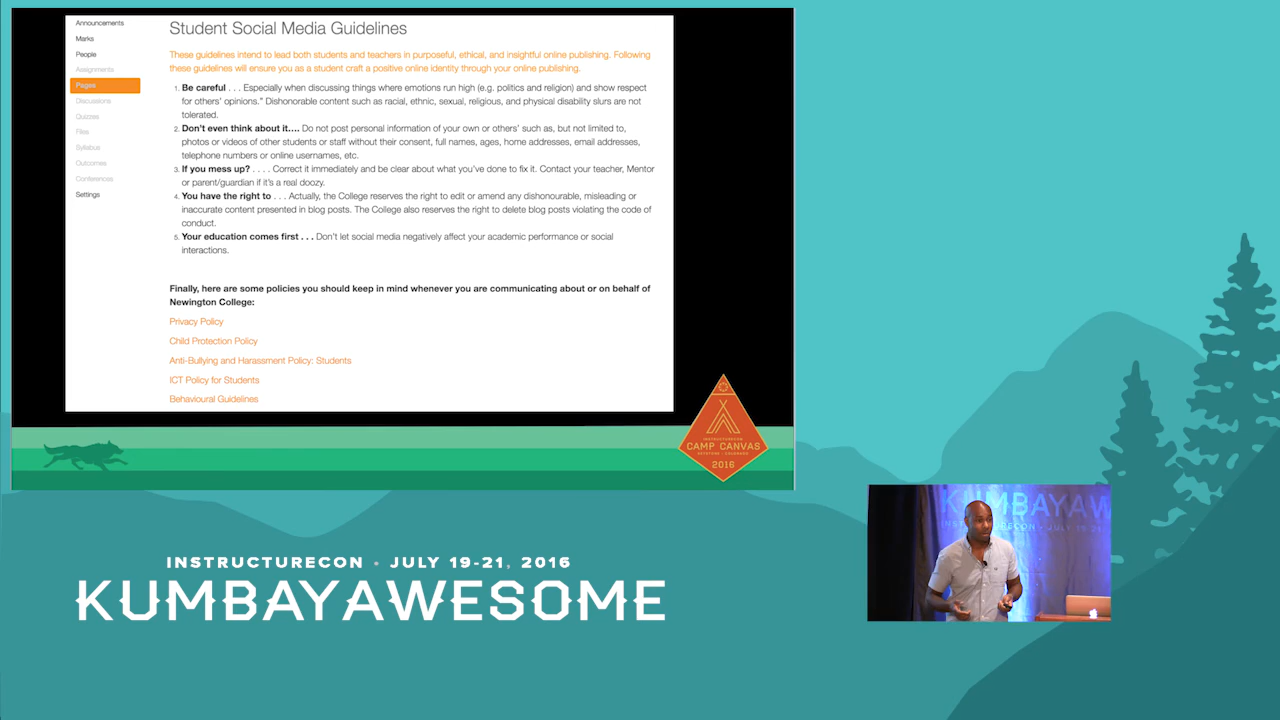 Announcements
Marks
People
Assignments
Pages
Discussions
Quizzes
Files
Syllabus
Outcomes
Conferences
Settings
Student Social Media Guidelines
These guidelines intend to lead both students and teachers in purposeful, ethical, and insightful online publishing. Following
these guidelines will ensure you as a student craft a positive online identity through your online publishing.
1. Be careful . . . Especially when discussing things where emotions run high (e.g. politics and religion) and show respect
for others' opinions." Dishonorable content such as racial, ethnic, sexual, religious, and physical disability slurs are not
tolerated.
2. Don't even think about it.... Do not post personal information of your own or others' such as, but not limited to,
photos or videos of other students or staff without their consent, full names, ages, home addresses, email addresses,
telephone numbers or online usernames, etc.
3. If you mess up? . . . . Correct it immediately and be clear about what you've done to fix it. Contact your teacher, Mentor
or parent/guardian if it's a real doozy.
4. You have the right to . . . Actually, the College reserves the right to edit or amend any dishonourable, misleading or
inaccurate content presented in blog posts. The College also reserves the right to delete blog posts violating the code of
conduct.
5. Your education comes first . . . Don't let social media negatively affect your academic performance or social
interactions.
Finally, here are some policies you should keep in mind whenever you are communicating about or on behalf of
Newington College:
Privacy Policy
Child Protection Policy
Anti-Bullying and Harassment Policy: Students
ICT Policy for Students
Behavioural Guidelines
INSTRUCTURECON
CAMP CANVAS
KEYSTONE • COLORADO
2016
INSTRUCTURECON • JULY 19-21, 2016
KUMBAYAWESOME
KUMBAYAW
JULY 19-21